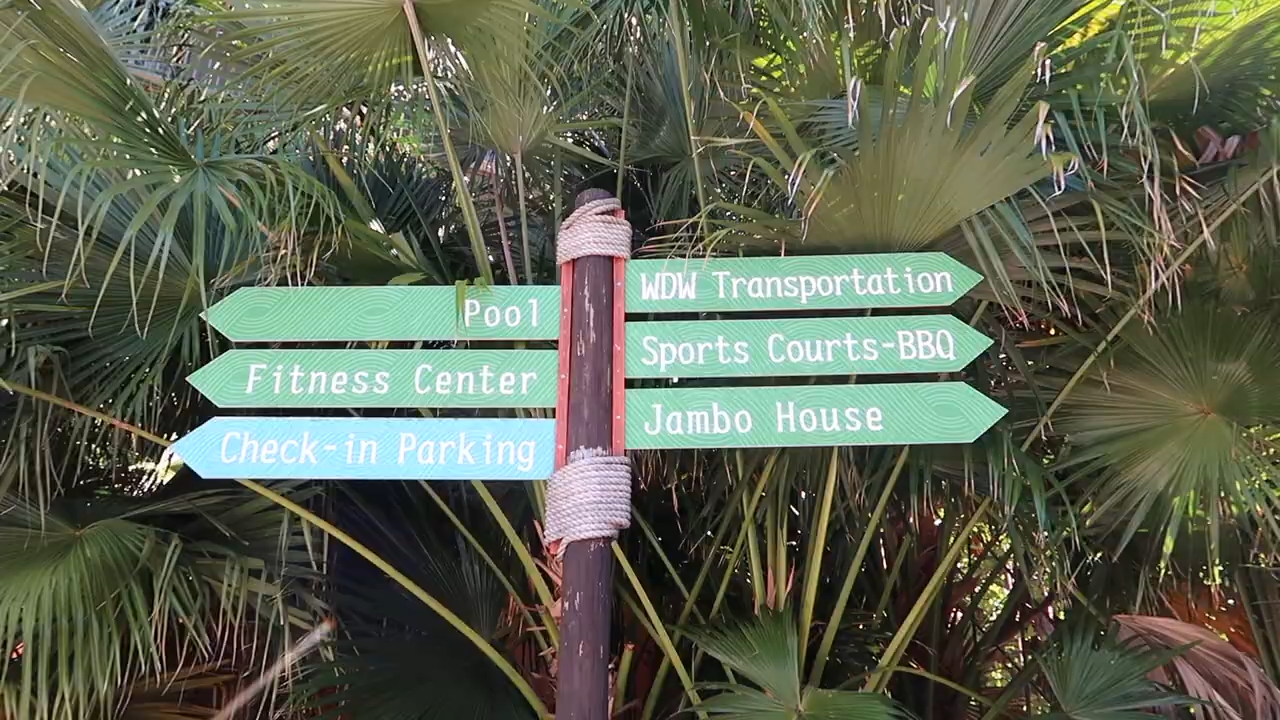 Pool
Fitness Center
Check-in Parking
WDW Transportation
Sports Courts-BBQ
Jambo House